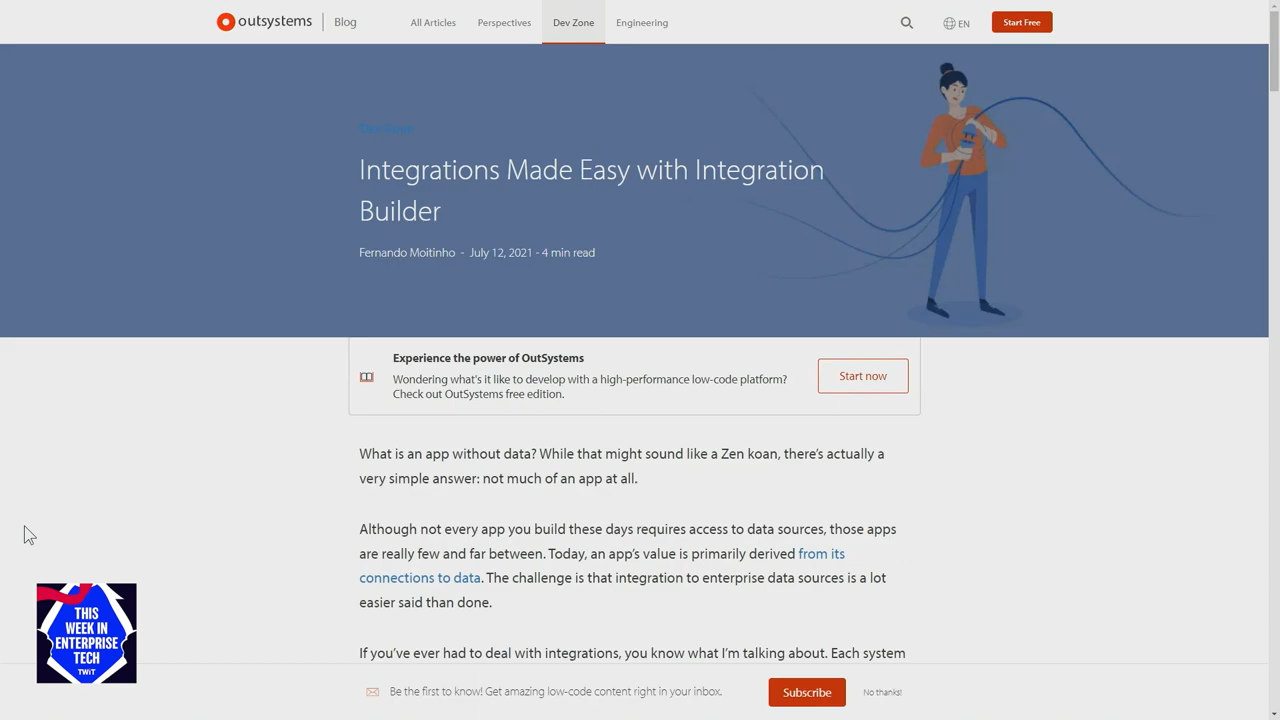 outsystems Blog All Articles Perspectives Dev Zone Engineering EN Start Free
Dev Zone
Integrations Made Easy with Integration
Builder
Fernando Moitinho - July 12, 2021 - 4 min read
Experience the power of OutSystems
Wondering what's it like to develop with a high-performance low-code platform?
Check out OutSystems free edition.
Start now
What is an app without data? While that might sound like a Zen koan, there's actually a
very simple answer: not much of an app at all.
Although not every app you build these days requires access to data sources, those apps
are really few and far between. Today, an app's value is primarily derived from its
connections to data. The challenge is that integration to enterprise data sources is a lot
easier said than done.
If you've ever had to deal with integrations, you know what I'm talking about. Each system
THIS
WEEK IN
ENTERPRISE
TECH
TWiT
Be the first to know! Get amazing low-code content right in your inbox. Subscribe No thanks!